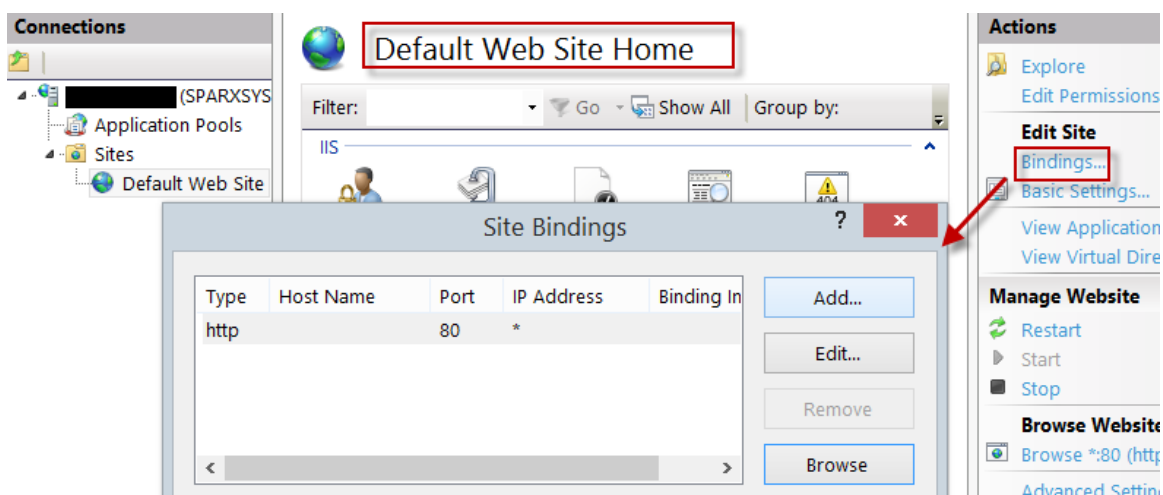 Connections
(SPARXSYS
Application Pools
Sites
Default Web Site
Default Web Site Home
Filter:
Go
Show All
Group by:
IIS
404
Actions
Explore
Edit Permissions
Edit Site
Bindings...
Basic Settings...
View Application
View Virtual Dire
Manage Website
Restart
Start
Stop
Browse Website
Browse *:80 (http
Advanced Setting
Site Bindings
?
x
Type Host Name Port IP Address Binding In
http 80 *
Add...
Edit...
Remove
Browse